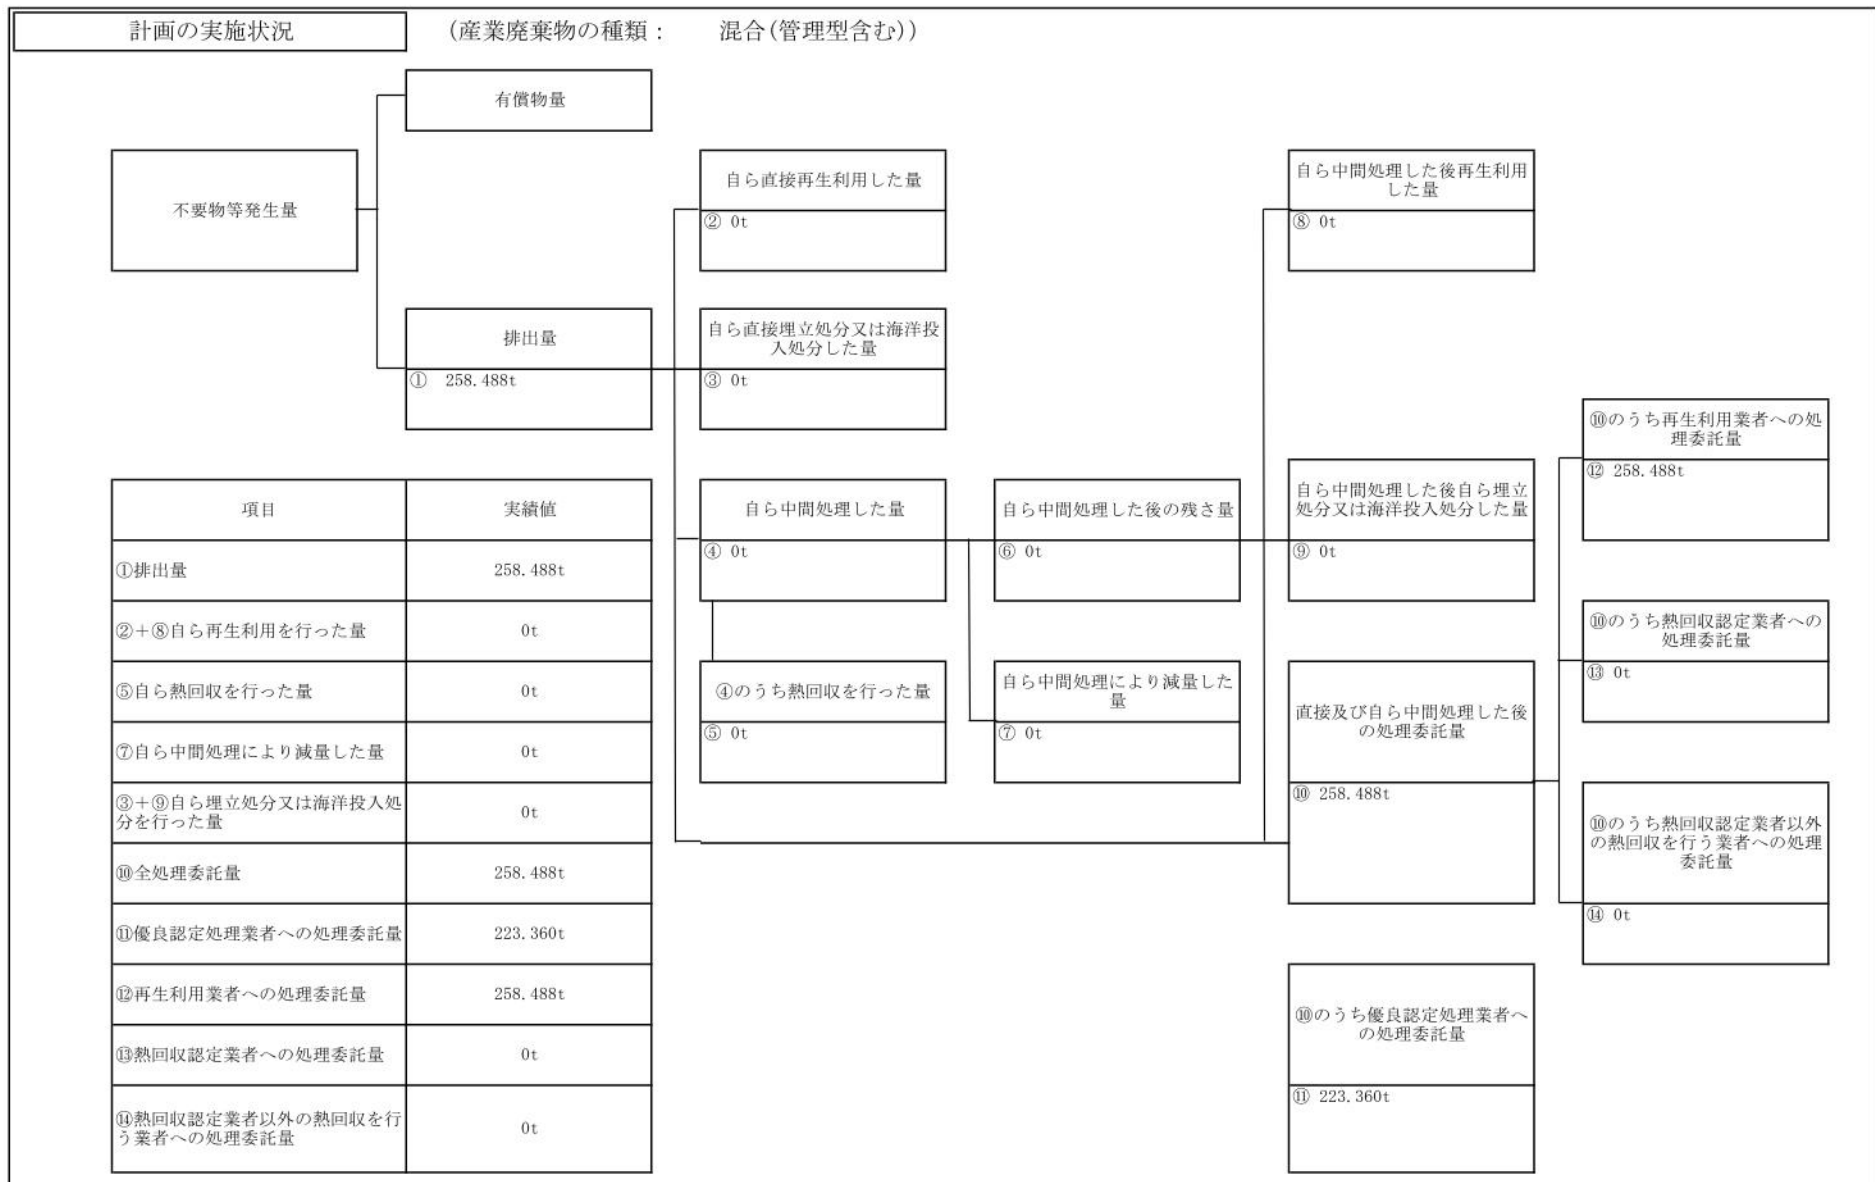 計画の実施状況
(産業廃棄物の種類： 混合(管理型含む))
有償物量
不要物等発生量
自ら直接再生利用した量
② 0t
自ら中間処理した後再生利用
した量
⑧ 0t
排出量
① 258.488t
自ら直接埋立処分又は海洋投
入処分した量
③ 0t
⑩のうち再生利用業者への処
理委託量
⑫ 258.488t
自ら中間処理した量
④ 0t
自ら中間処理した後の残さ量
⑥ 0t
自ら中間処理した後自ら埋立
処分又は海洋投入処分した量
⑨ 0t
⑩のうち熱回収認定業者への
処理委託量
⑬ 0t
④のうち熱回収を行った量
⑤ 0t
自ら中間処理により減量した
量
⑦ 0t
直接及び自ら中間処理した後
の処理委託量
⑩ 258.488t
⑩のうち熱回収認定業者以外
の熱回収を行う業者への処理
委託量
⑭ 0t
⑩のうち優良認定処理業者へ
の処理委託量
⑪ 223.360t
項目 実績値
①排出量 258.488t
②＋⑧自ら再生利用を行った量 0t
⑤自ら熱回収を行った量 0t
⑦自ら中間処理により減量した量 0t
③＋⑨自ら埋立処分又は海洋投入処
分を行った量 0t
⑩全処理委託量 258.488t
⑪優良認定処理業者への処理委託量 223.360t
⑫再生利用業者への処理委託量 258.488t
⑬熱回収認定業者への処理委託量 0t
⑭熱回収認定業者以外の熱回収を行
う業者への処理委託量 0t